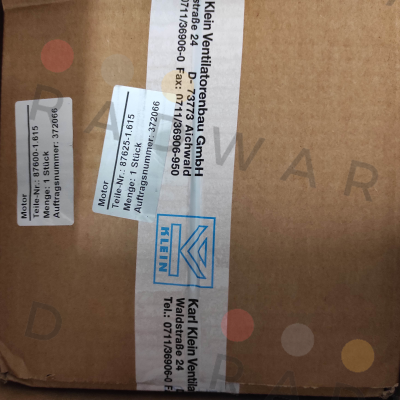 Motor
Teile-Nr.: 87600-1.615
Menge: 1 Stück
Auftragsnummer: 372066
Motor
Teile-Nr.: 87625-1.615
Menge: 1 Stück
Auftragsnummer: 372066
Klein Ventilatorenbau GmbH
straße 24 D- 73773 Aichwald
0711/36906-0 Fax: 0711/36906-950
KLEIN
Karl Klein Ventila
Waldstraße 24
Tel.: 0711/36906-0